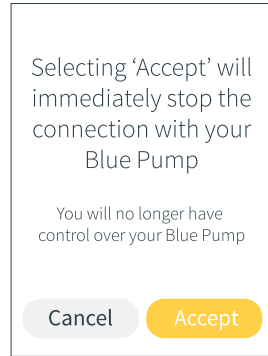 Selecting ‘Accept’ will
immediately stop the
connection with your
Blue Pump
You will no longer have
control over your Blue Pump
Cancel Accept